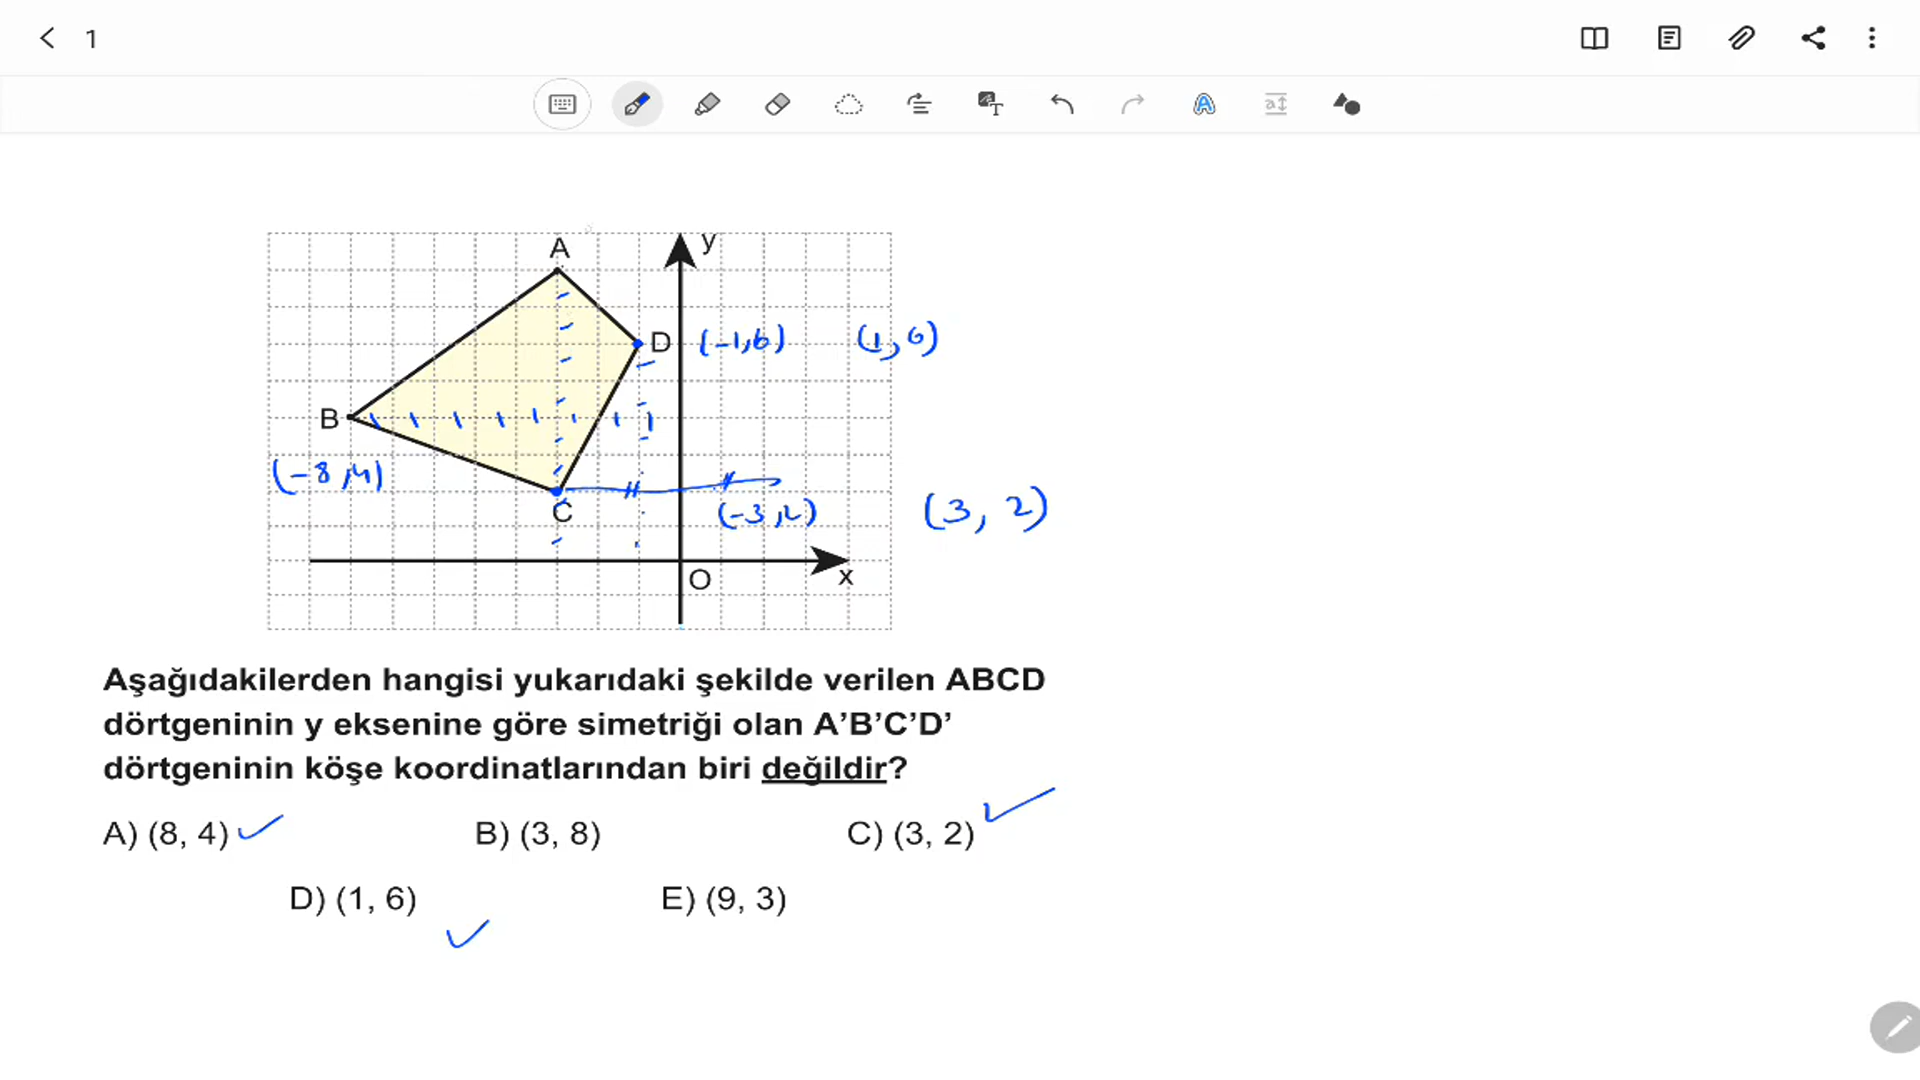 1
A
y
D (-1,6) (1,6)
B
(-8,4)
C (-3,2) (3, 2)
O
x
Aşağıdakilerden hangisi yukarıdaki şekilde verilen ABCD
dörtgeninin y eksenine göre simetriği olan A’B’C’D’
dörtgeninin köşe koordinatlarından biri değildir?
A) (8, 4) B) (3, 8) C) (3, 2)
D) (1, 6) E) (9, 3)